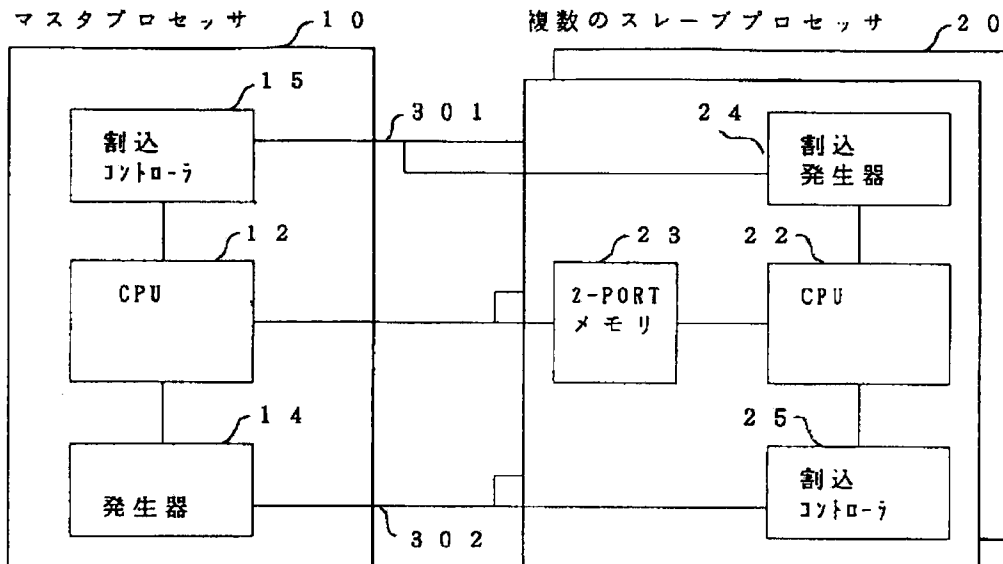 マスタプロセッサ
10
複数のスレーブプロセッサ
20
15
割込
コントローラ
301
24
割込
発生器
12
CPU
23
2-PORT
メモリ
22
CPU
14
発生器
302
25
割込
コントローラ